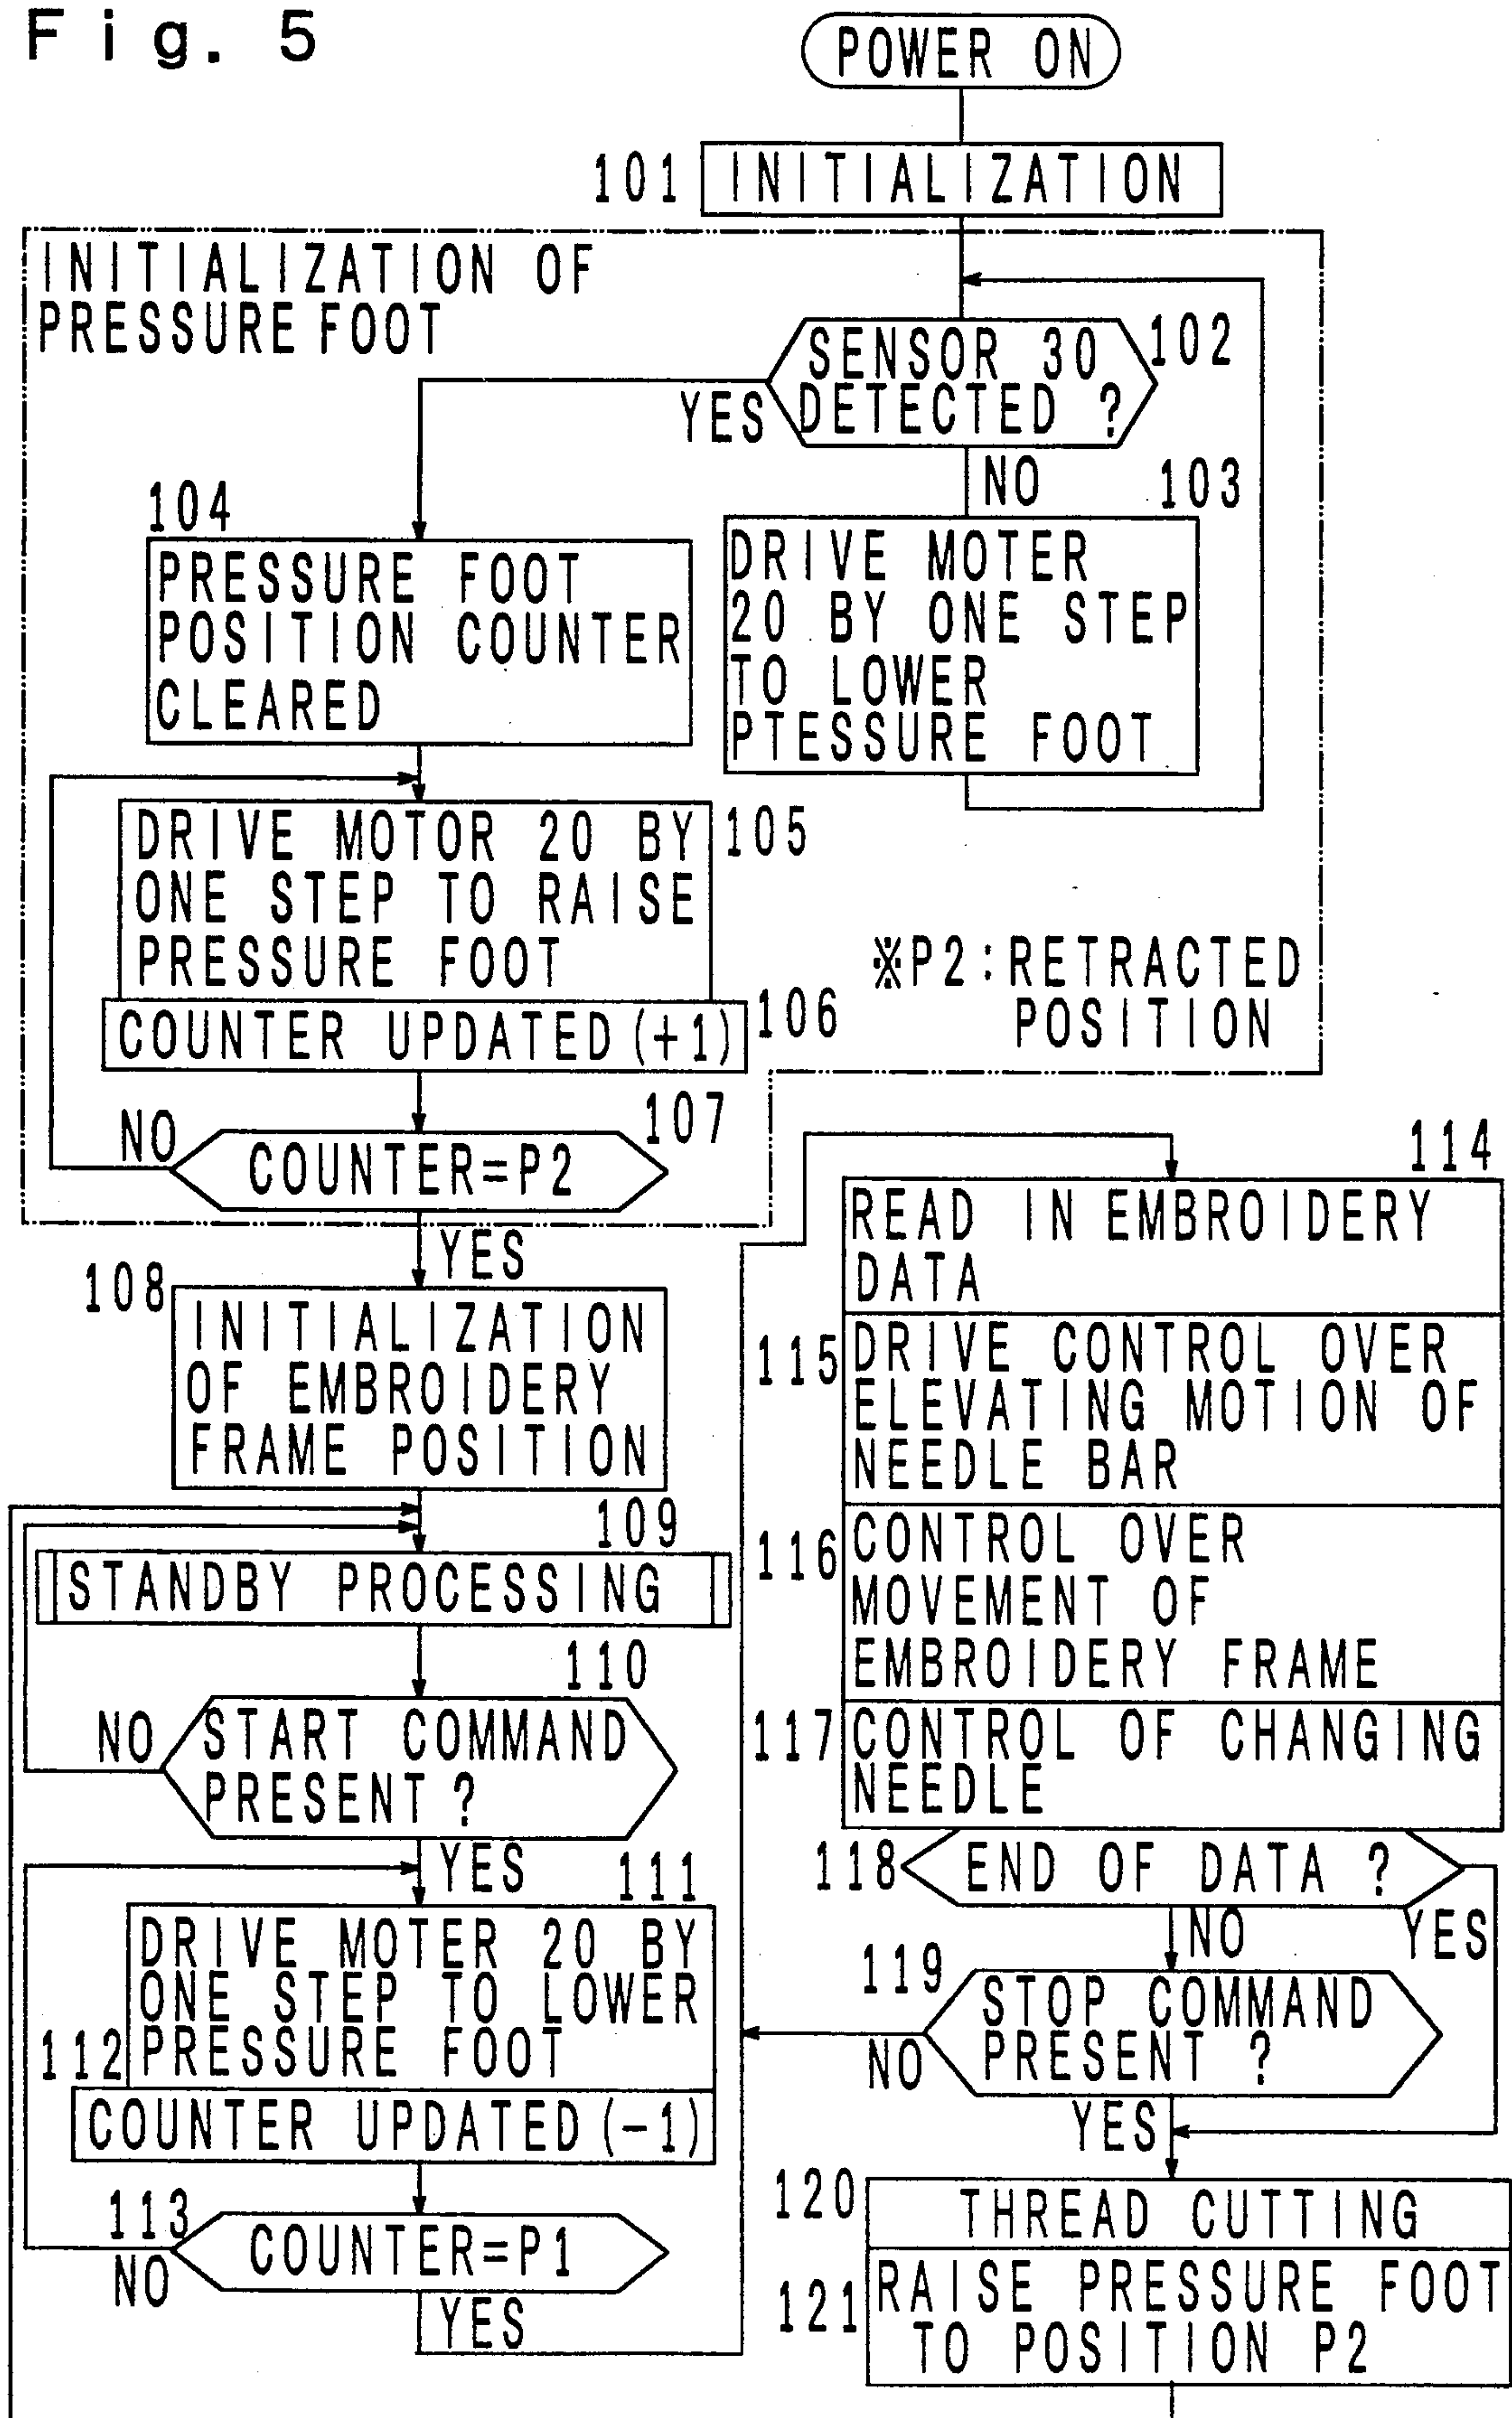 Fig. 5
POWER ON
101
INITIALIZATION
INITIALIZATION OF
PRESSURE FOOT
SENSOR 30
DETECTED ?
102
YES
NO
103
104
PRESSURE FOOT
POSITION COUNTER
CLEARED
DRIVE MOTER
20 BY ONE STEP
TO LOWER
PTESSURE FOOT
DRIVE MOTOR 20 BY
ONE STEP TO RAISE
PRESSURE FOOT
105
COUNTER UPDATED (+1)
106
※P2:RETRACTED
POSITION
107
NO
COUNTER=P2
YES
108
INITIALIZATION
OF EMBROIDERY
FRAME POSITION
109
STANDBY PROCESSING
110
NO
START COMMAND
PRESENT ?
YES
111
DRIVE MOTER 20 BY
ONE STEP TO LOWER
PRESSURE FOOT
112
COUNTER UPDATED (-1)
113
NO
COUNTER=P1
YES
114
READ IN EMBROIDERY
DATA
115
DRIVE CONTROL OVER
ELEVATING MOTION OF
NEEDLE BAR
116
CONTROL OVER
MOVEMENT OF
EMBROIDERY FRAME
117
CONTROL OF CHANGING
NEEDLE
118
END OF DATA ?
NO
YES
119
STOP COMMAND
PRESENT ?
NO
YES
120
THREAD CUTTING
121
RAISE PRESSURE FOOT
TO POSITION P2